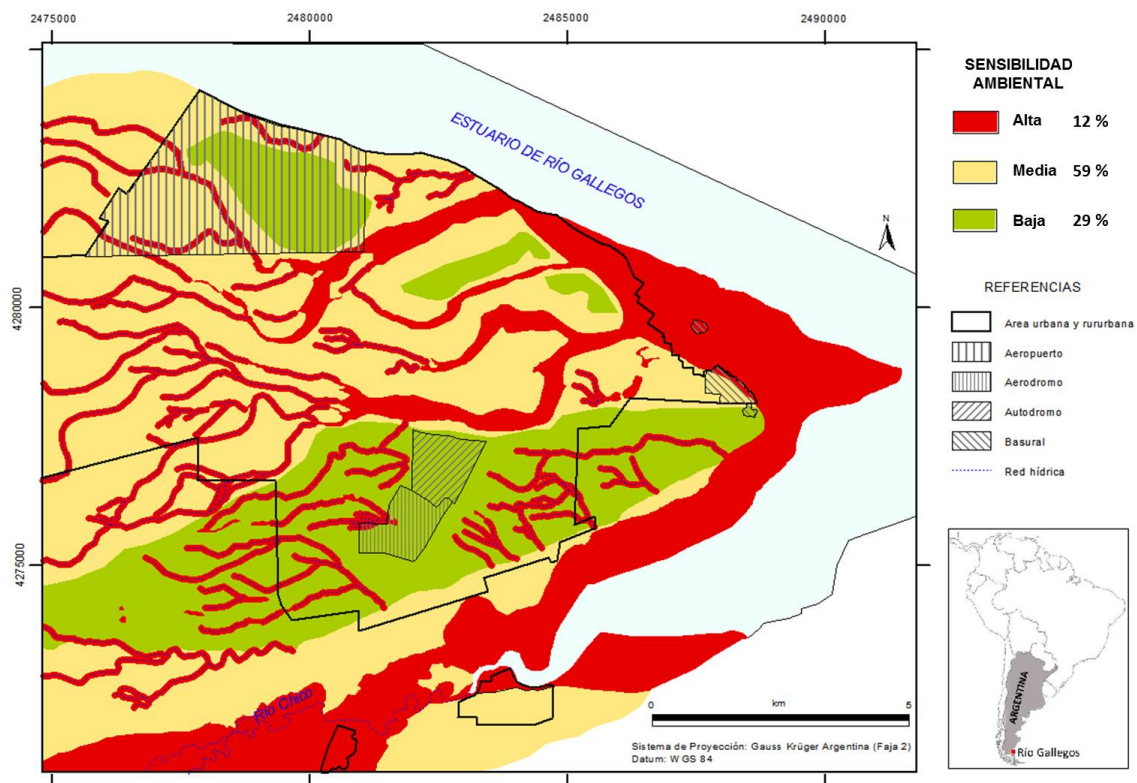 2475000 2480000 2485000 2490000
ESTUARIO DE RÍO GALLEGOS
N
4280000
4275000
Río Chico
km
0 5
Sistema de Proyección: Gauss Krüger Argentina (Faja 2)
Datum: WGS 84
SENSIBILIDAD
AMBIENTAL
Alta 12 %
Media 59 %
Baja 29 %
REFERENCIAS
Area urbana y rururbana
Aeropuerto
Aerodromo
Autodromo
Basural
Red hídrica
ARGENTINA
Río Gallegos